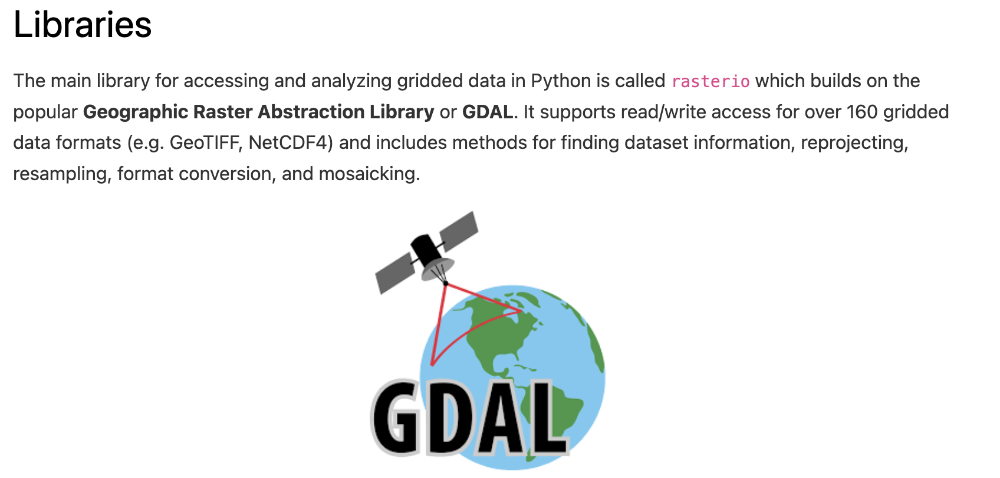 Libraries
The main library for accessing and analyzing gridded data in Python is called rasterio which builds on the
popular Geographic Raster Abstraction Library or GDAL. It supports read/write access for over 160 gridded
data formats (e.g. GeoTIFF, NetCDF4) and includes methods for finding dataset information, reprojecting,
resampling, format conversion, and mosaicking.
GDAL